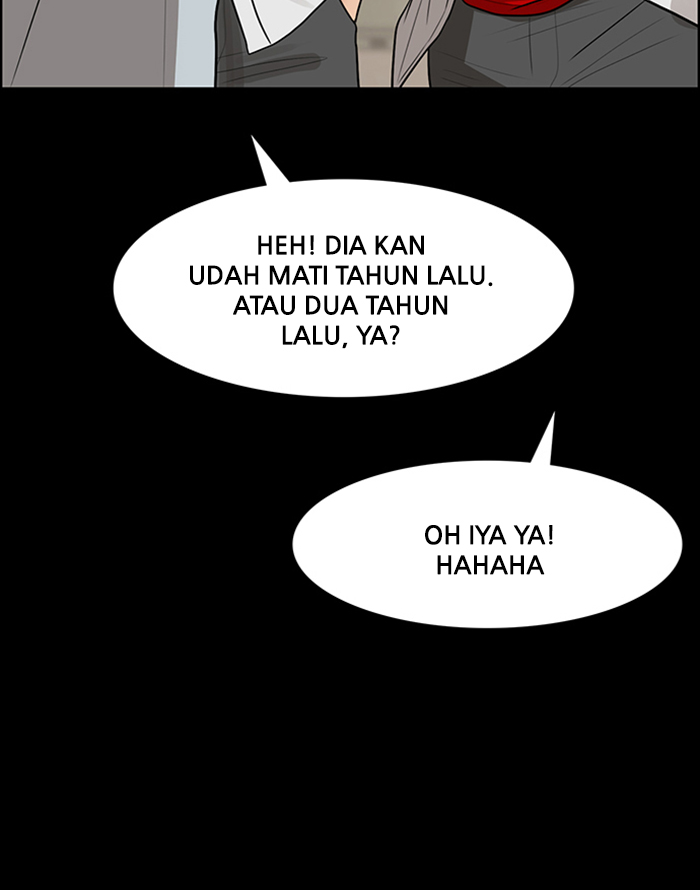 HEH! DIA KAN
UDAH MATI TAHUN LALU.
ATAU DUA TAHUN
LALU, YA?
OH IYA YA!
HAHAHA